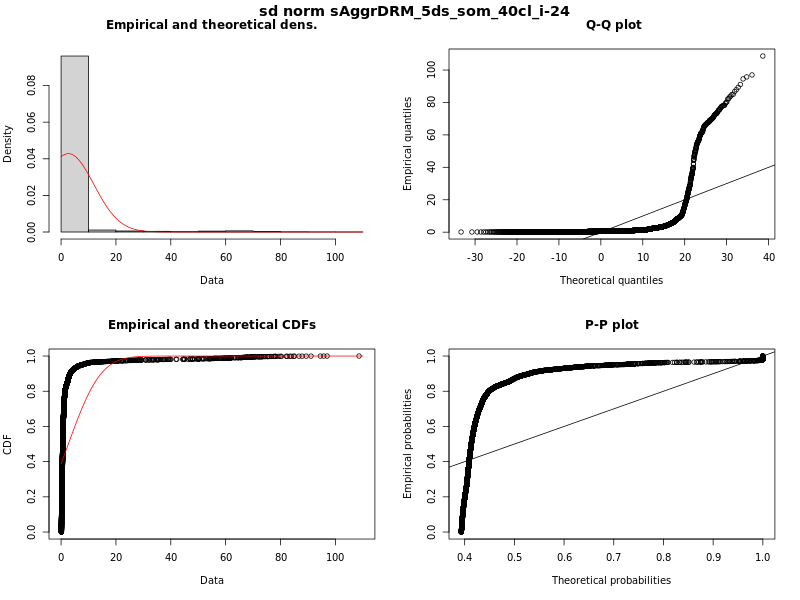 sd norm sAggrDRM_5ds_som_40cl_i-24
Empirical and theoretical dens.
Density
0.00 0.02 0.04 0.06 0.08
0 20 40 60 80 100
Data
Q-Q plot
Empirical quantiles
0 20 40 60 80 100
-30 -20 -10 0 10 20 30 40
Theoretical quantiles
Empirical and theoretical CDFs
CDF
0.0 0.2 0.4 0.6 0.8 1.0
0 20 40 60 80 100
Data
P-P plot
Empirical probabilities
0.0 0.2 0.4 0.6 0.8 1.0
0.4 0.5 0.6 0.7 0.8 0.9 1.0
Theoretical probabilities